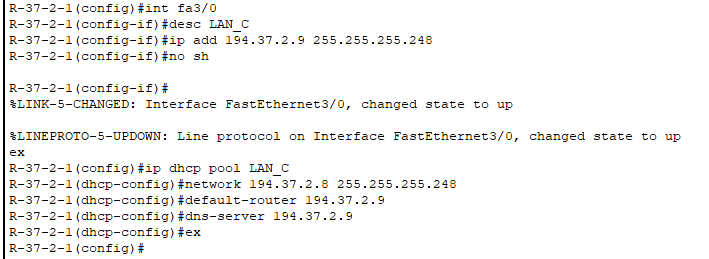 R-37-2-1(config)#int fa3/0
R-37-2-1(config-if)#desc LAN_C
R-37-2-1(config-if)#ip add 194.37.2.9 255.255.255.248
R-37-2-1(config-if)#no sh
R-37-2-1(config-if)#
%LINK-5-CHANGED: Interface FastEthernet3/0, changed state to up
%LINEPROTO-5-UPDOWN: Line protocol on Interface FastEthernet3/0, changed state to up
ex
R-37-2-1(config)#ip dhcp pool LAN_C
R-37-2-1(dhcp-config)#network 194.37.2.8 255.255.255.248
R-37-2-1(dhcp-config)#default-router 194.37.2.9
R-37-2-1(dhcp-config)#dns-server 194.37.2.9
R-37-2-1(dhcp-config)#ex
R-37-2-1(config)#